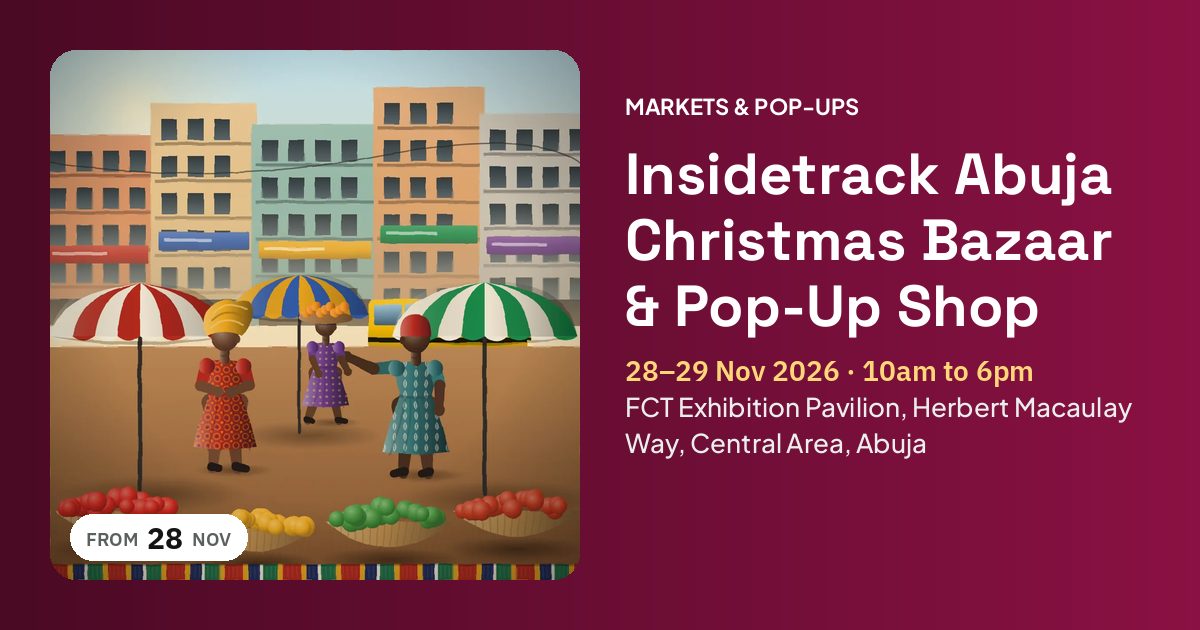 MARKETS & POP-UPS
Insidetrack Abuja
Christmas Bazaar
& Pop-Up Shop
28–29 Nov 2026 · 10am to 6pm
FCT Exhibition Pavilion, Herbert Macaulay
Way, Central Area, Abuja
FROM 28 NOV